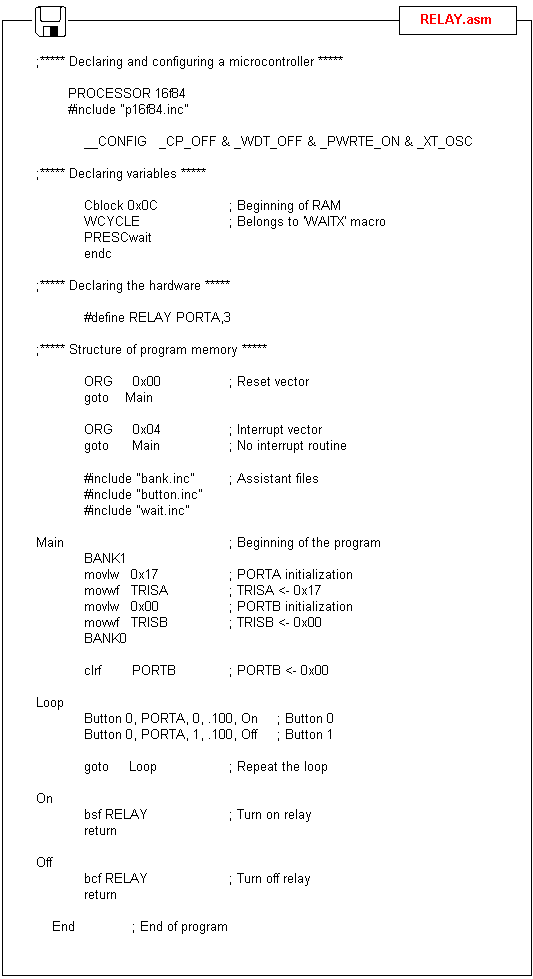 RELAY.asm
;***** Declaring and configuring a microcontroller *****
PROCESSOR 16f84
#include "p16f84.inc"
__CONFIG _CP_OFF & _WDT_OFF & _PWRTE_ON & _XT_OSC
;***** Declaring variables *****
Cblock 0x0C ; Beginning of RAM
WCYCLE ; Belongs to 'WAITX' macro
PRESCwait
endc
;***** Declaring the hardware *****
#define RELAY PORTA,3
;***** Structure of program memory *****
ORG 0x00 ; Reset vector
goto Main
ORG 0x04 ; Interrupt vector
goto Main ; No interrupt routine
#include "bank.inc" ; Assistant files
#include "button.inc"
#include "wait.inc"
Main ; Beginning of the program
BANK1
movlw 0x17 ; PORTA initialization
movwf TRISA ; TRISA <- 0x17
movlw 0x00 ; PORTB initialization
movwf TRISB ; TRISB <- 0x00
BANK0
clrf PORTB ; PORTB <- 0x00
Loop
Button 0, PORTA, 0, .100, On ; Button 0
Button 0, PORTA, 1, .100, Off ; Button 1
goto Loop ; Repeat the loop
On
bsf RELAY ; Turn on relay
return
Off
bcf RELAY ; Turn off relay
return
End ; End of program